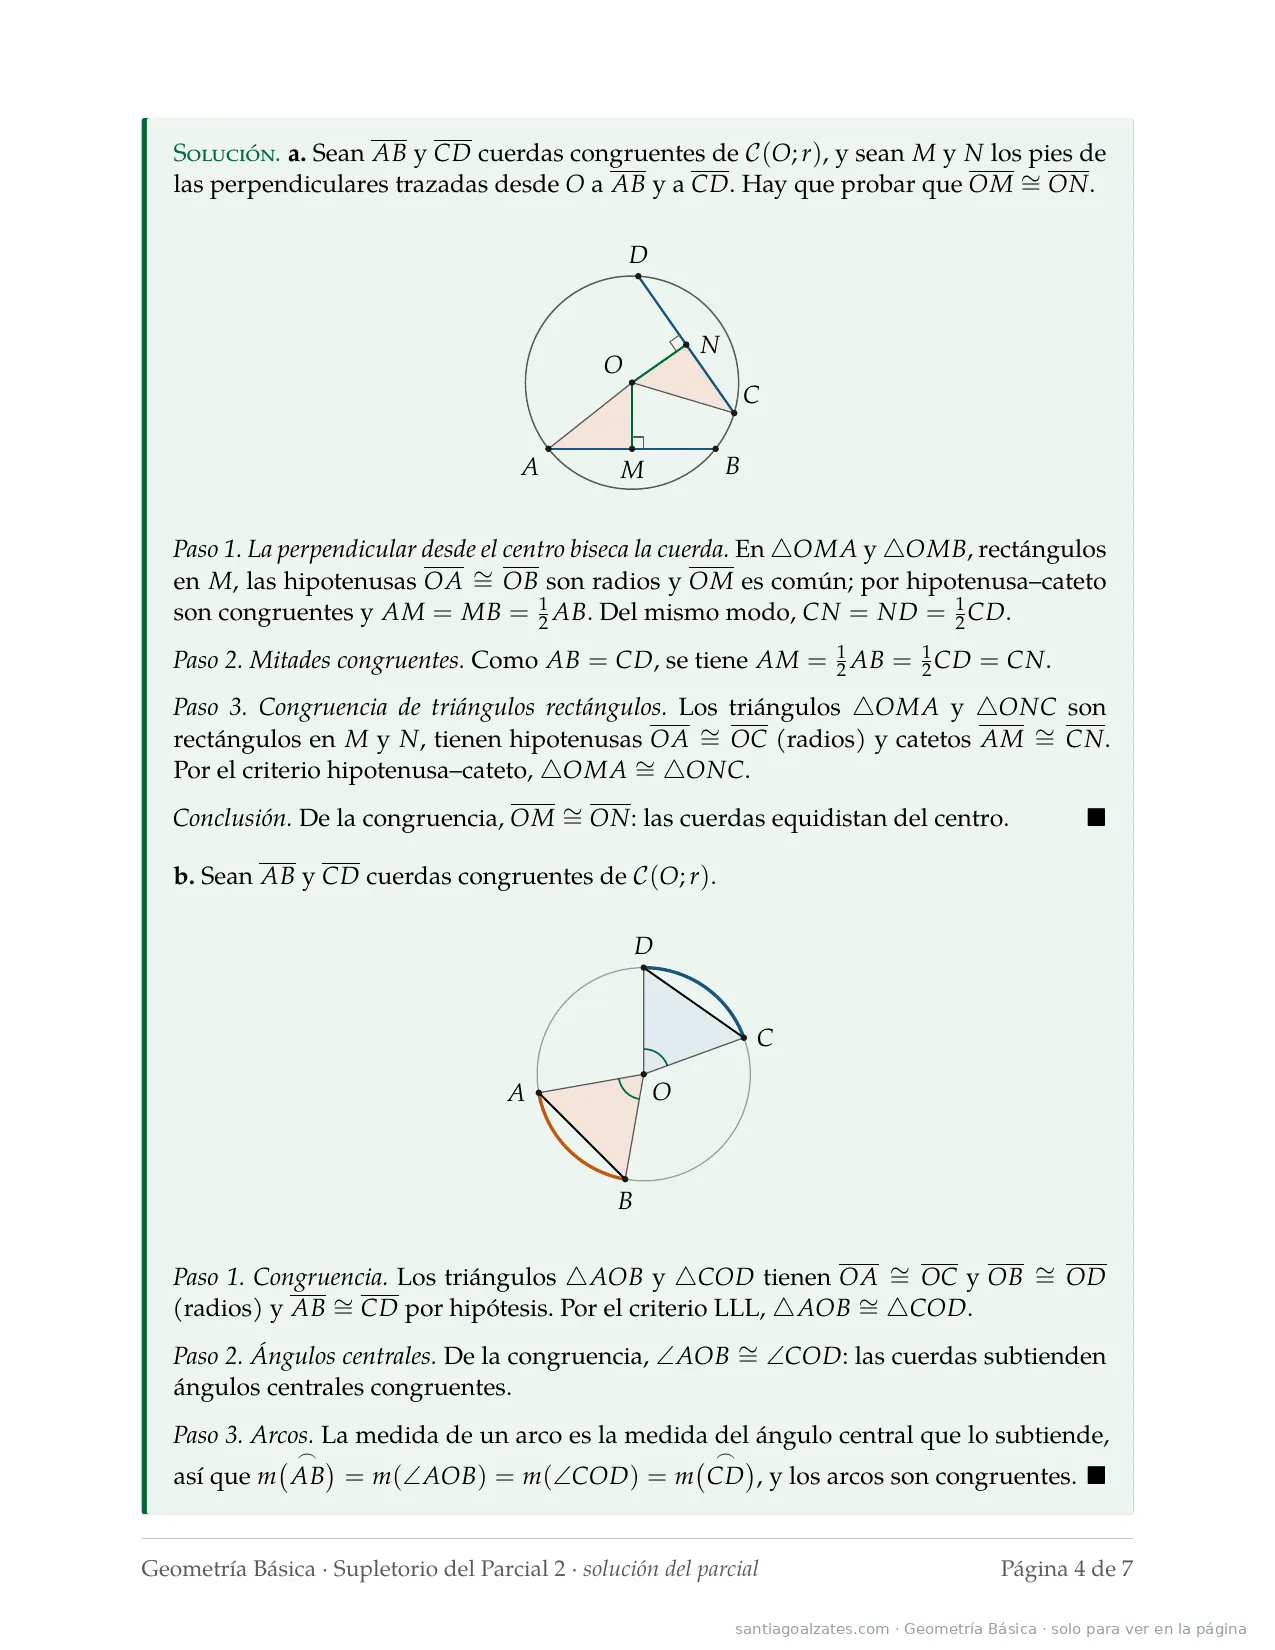 Solución. a. Sean AB y CD cuerdas congruentes de C(O; r), y sean M y N los pies de
las perpendiculares trazadas desde O a AB y a CD. Hay que probar que OM ≅ ON.
D
N
O
C
A
M
B
Paso 1. La perpendicular desde el centro biseca la cuerda. En △OMA y △OMB, rectángulos
en M, las hipotenusas OA ≅ OB son radios y OM es común; por hipotenusa–cateto
son congruentes y AM = MB = 1/2 AB. Del mismo modo, CN = ND = 1/2 CD.
Paso 2. Mitades congruentes. Como AB = CD, se tiene AM = 1/2 AB = 1/2 CD = CN.
Paso 3. Congruencia de triángulos rectángulos. Los triángulos △OMA y △ONC son
rectángulos en M y N, tienen hipotenusas OA ≅ OC (radios) y catetos AM ≅ CN.
Por el criterio hipotenusa–cateto, △OMA ≅ △ONC.
Conclusión. De la congruencia, OM ≅ ON: las cuerdas equidistan del centro. ■
b. Sean AB y CD cuerdas congruentes de C(O; r).
D
C
A
O
B
Paso 1. Congruencia. Los triángulos △AOB y △COD tienen OA ≅ OC y OB ≅ OD
(radios) y AB ≅ CD por hipótesis. Por el criterio LLL, △AOB ≅ △COD.
Paso 2. Ángulos centrales. De la congruencia, ∠AOB ≅ ∠COD: las cuerdas subtienden
ángulos centrales congruentes.
Paso 3. Arcos. La medida de un arco es la medida del ángulo central que lo subtiende,
así que m(AB) = m(∠AOB) = m(∠COD) = m(CD), y los arcos son congruentes. ■
Geometría Básica · Supletorio del Parcial 2 · solución del parcial Página 4 de 7
santiagoalzates.com · Geometría Básica · solo para ver en la página